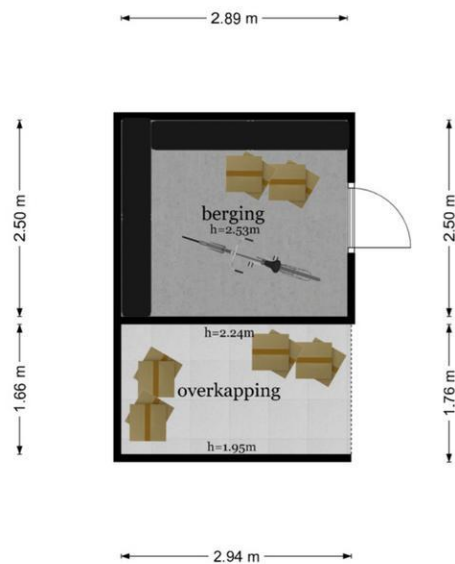 2.89 m
2.50 m
2.50 m
berging
h=2.53m
h=2.24m
1.66 m
1.76 m
overkapping
h=1.95m
2.94 m